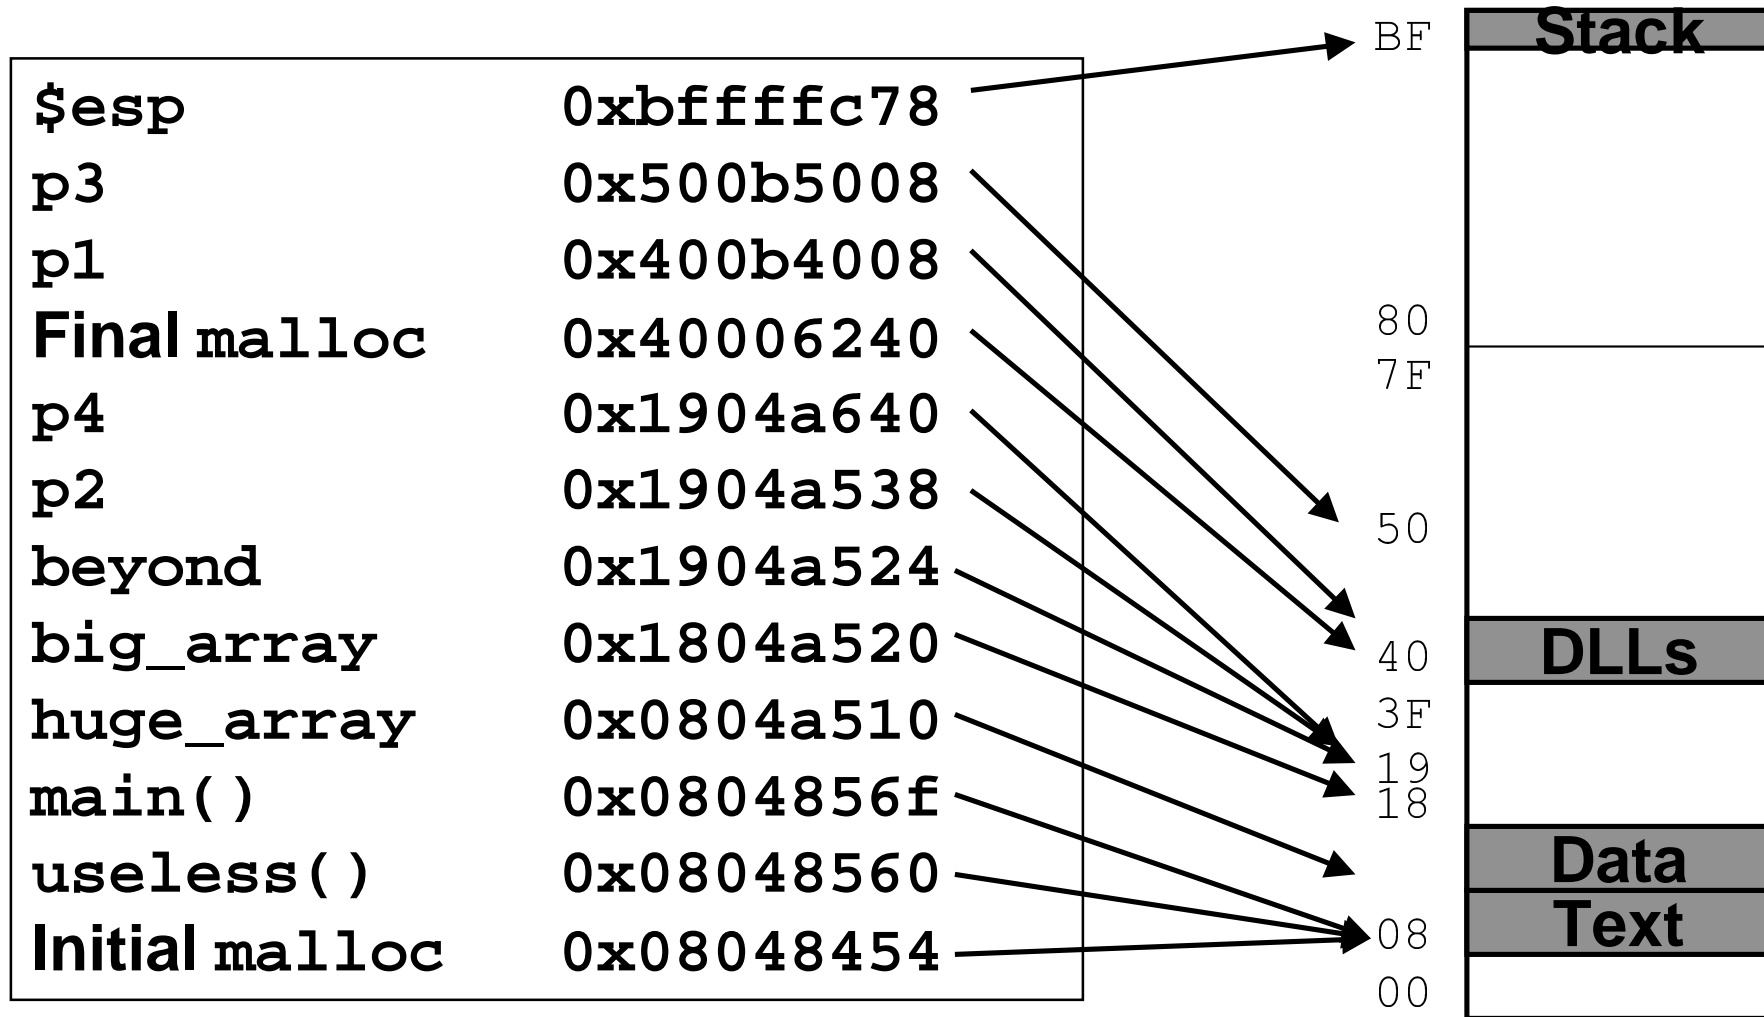 $esp 0xbffffc78
p3 0x500b5008
p1 0x400b4008
Final malloc 0x40006240
p4 0x1904a640
p2 0x1904a538
beyond 0x1904a524
big_array 0x1804a520
huge_array 0x0804a510
main() 0x0804856f
useless() 0x08048560
Initial malloc 0x08048454
BF
80
7F
50
40
3F
19
18
08
00
Stack
DLLs
Data
Text